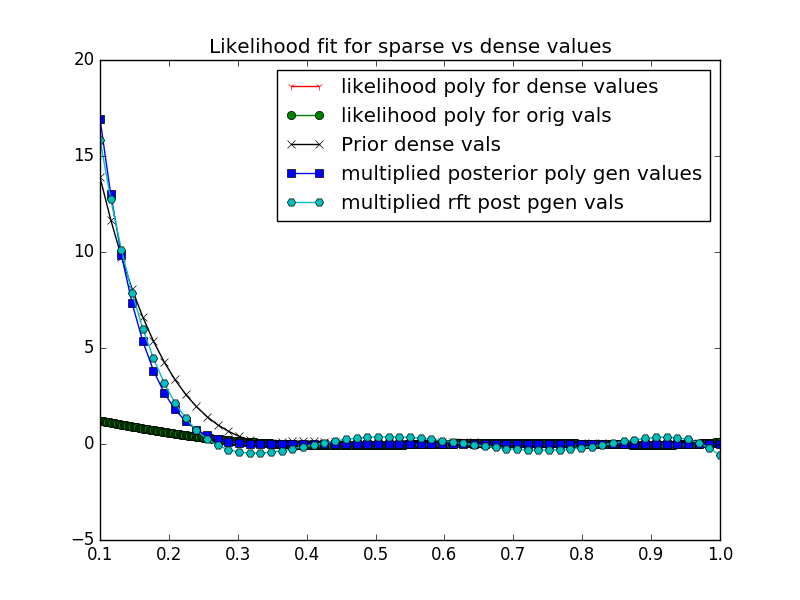 Likelihood fit for sparse vs dense values
likelihood poly for dense values
likelihood poly for orig vals
Prior dense vals
multiplied posterior poly gen values
multiplied rft post pgen vals
20
15
10
5
0
−5
0.1 0.2 0.3 0.4 0.5 0.6 0.7 0.8 0.9 1.0